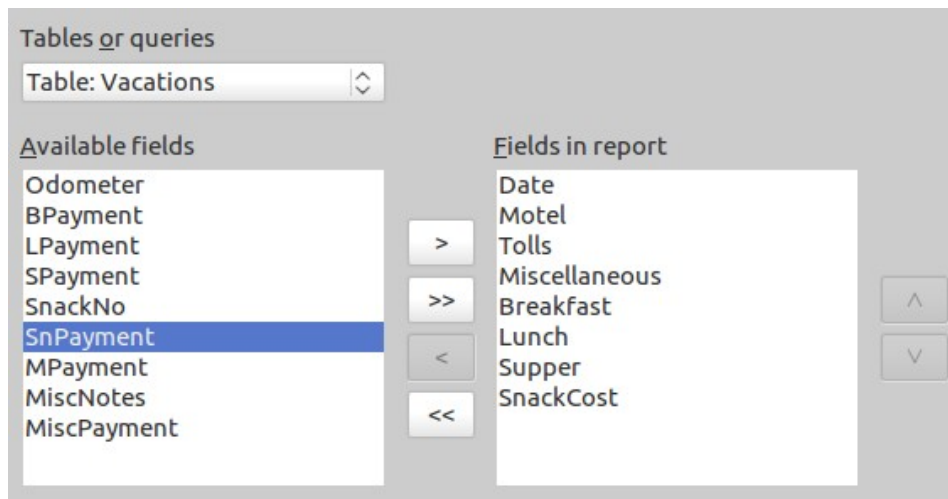 Tables or queries
Table: Vacations
Available fields
Odometer
BPayment
LPayment
SPayment
SnackNo
SnPayment
MPayment
MiscNotes
MiscPayment
>
>>
<
<<
Fields in report
Date
Motel
Tolls
Miscellaneous
Breakfast
Lunch
Supper
SnackCost